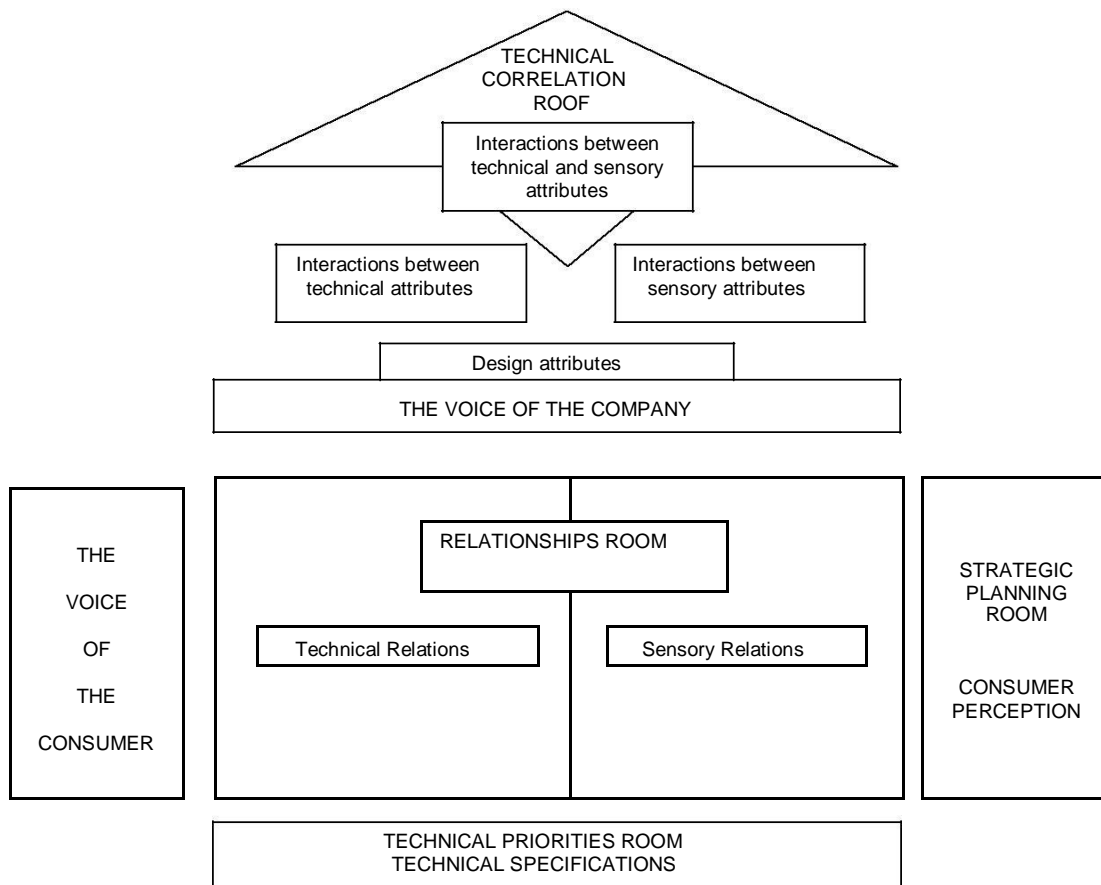 TECHNICAL
CORRELATION
ROOF
Interactions between
technical and sensory
attributes
Interactions between
technical attributes
Interactions between
sensory attributes
Design attributes
THE VOICE OF THE COMPANY
THE
VOICE
OF
THE
CONSUMER
RELATIONSHIPS ROOM
Technical Relations
Sensory Relations
STRATEGIC
PLANNING
ROOM
CONSUMER
PERCEPTION
TECHNICAL PRIORITIES ROOM
TECHNICAL SPECIFICATIONS